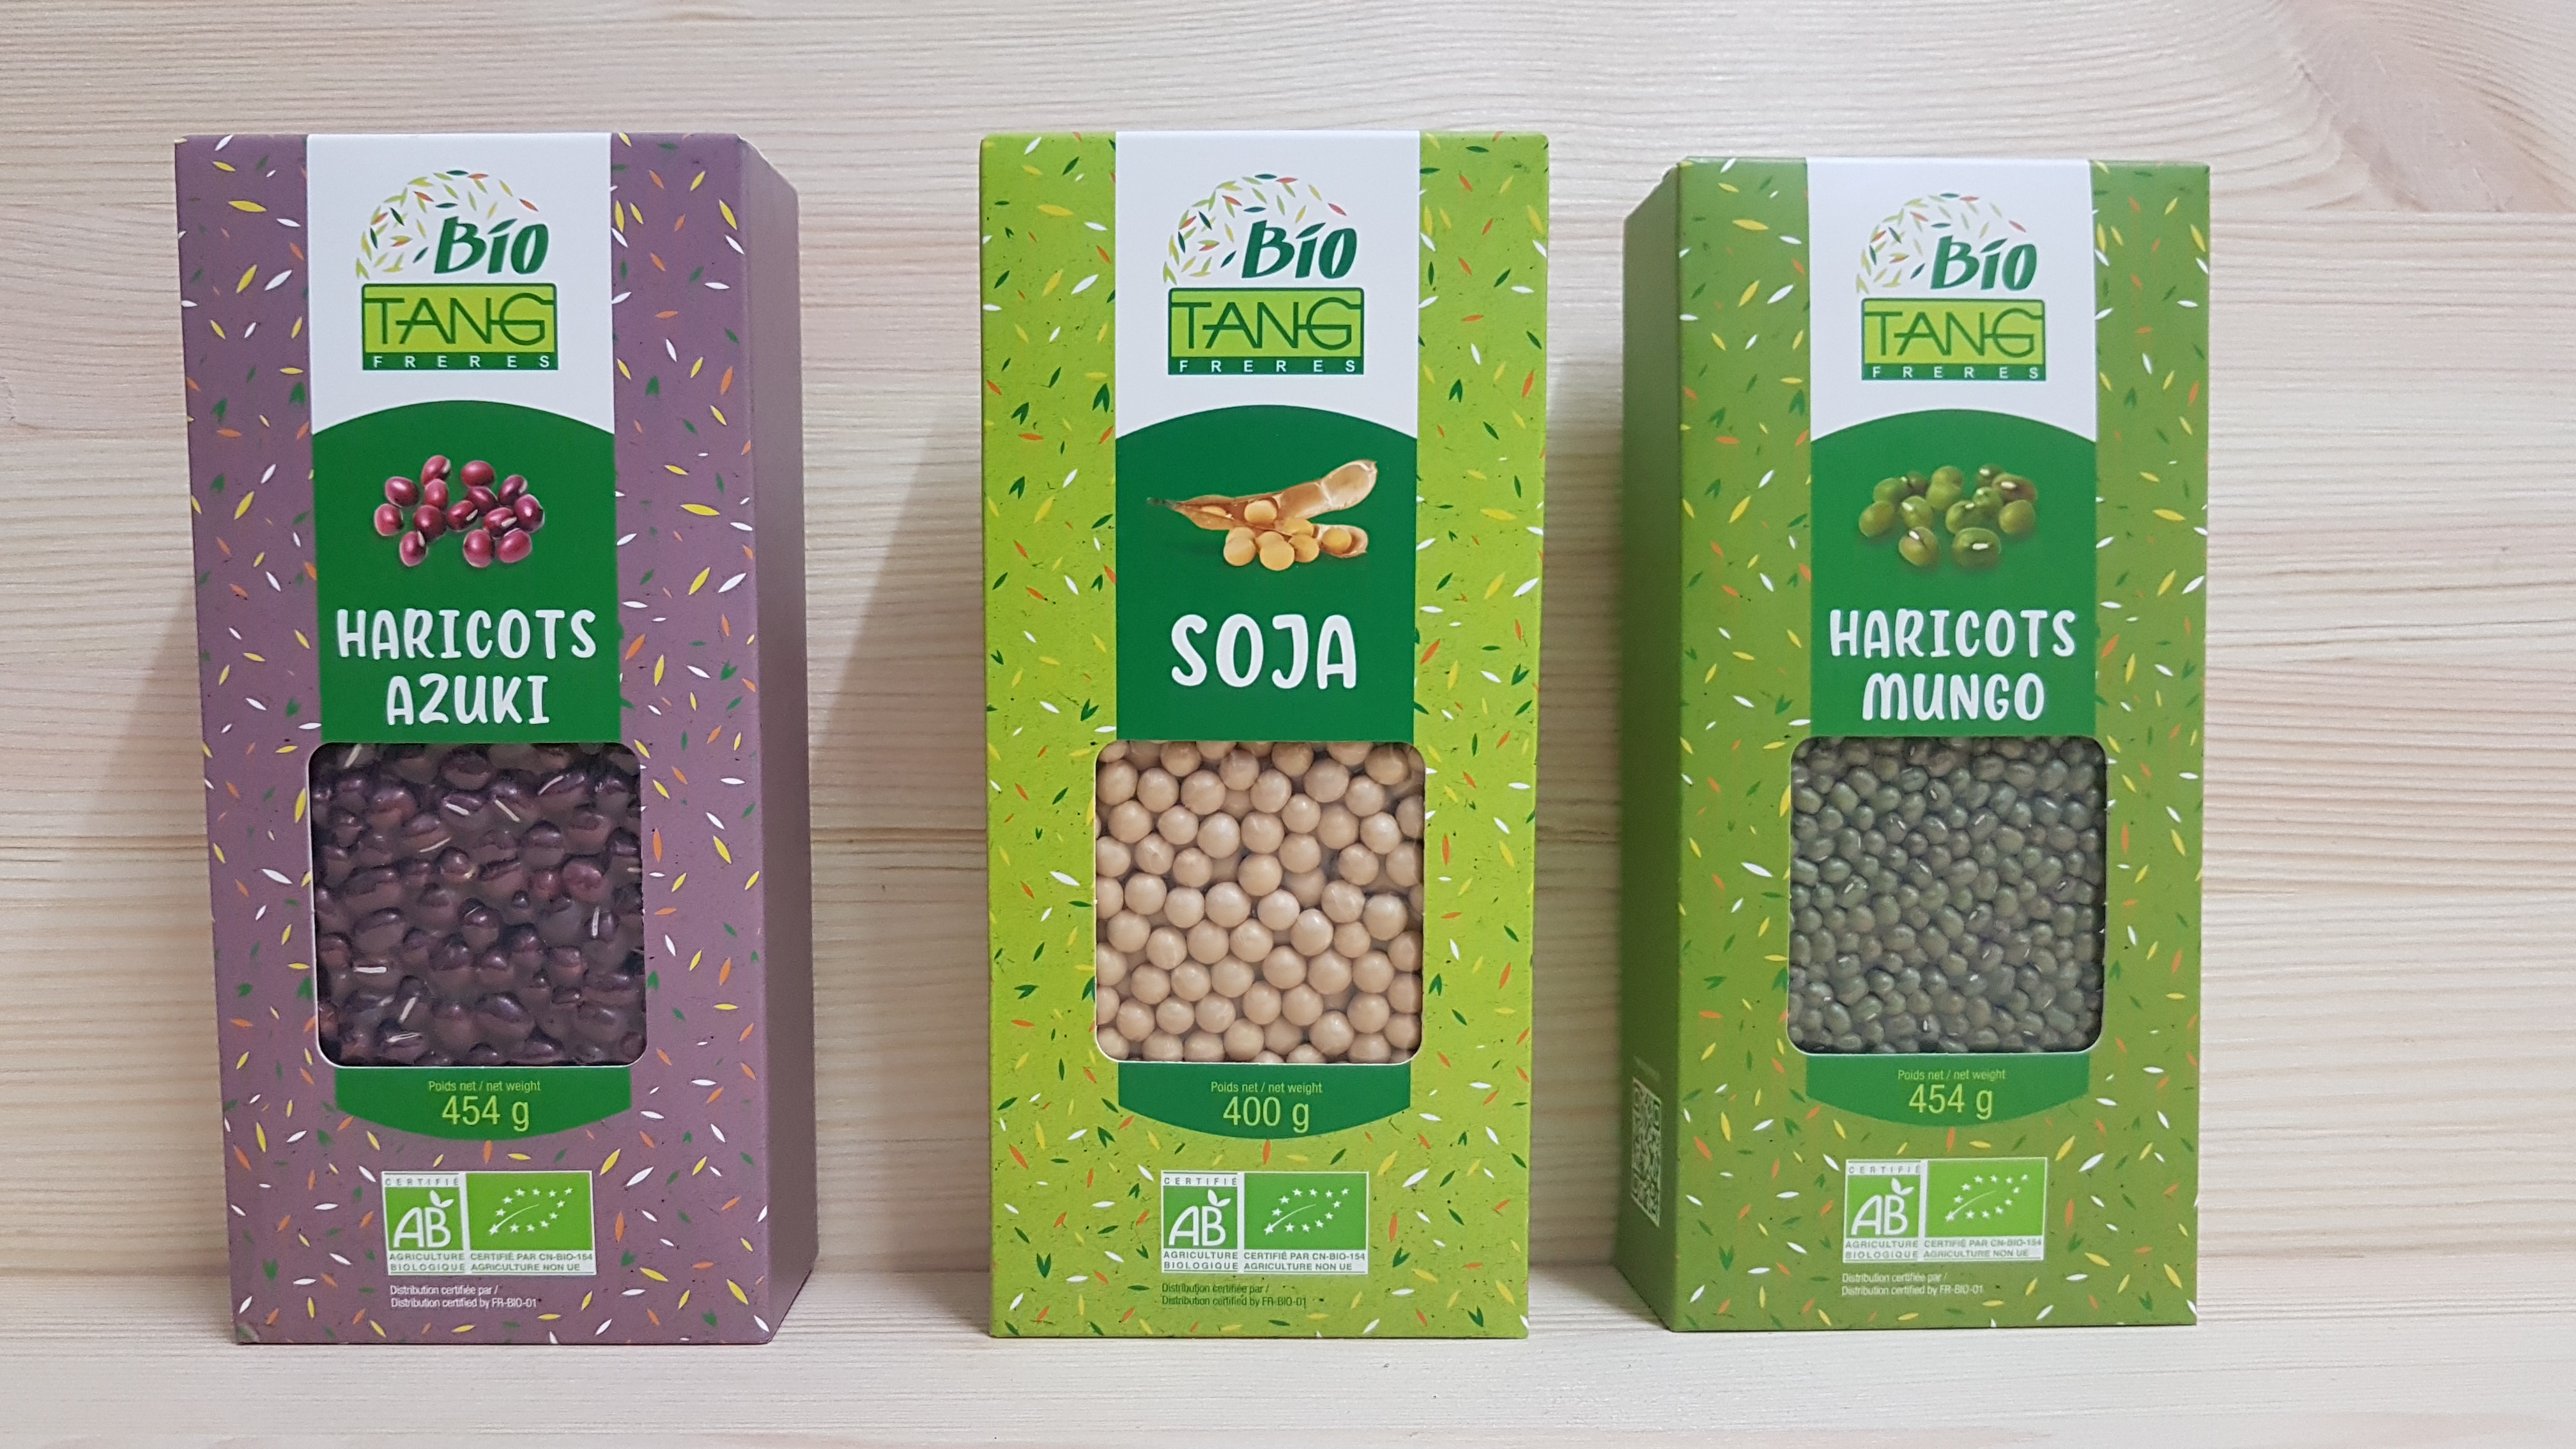 Bio
TANG
FRERES
HARICOTS
AZUKI
Poids net / net weight
454 g
CERTIFIÉ
AB
AGRICULTURE
BIOLOGIQUE
CERTIFIÉ PAR CN-BIO-154
AGRICULTURE NON UE
Distribution certifiée par /
Distribution certified by FR-BIO-01
Bio
TANG
FRERES
SOJA
Poids net / net weight
400 g
CERTIFIÉ
AB
AGRICULTURE
BIOLOGIQUE
CERTIFIÉ PAR CN-BIO-154
AGRICULTURE NON UE
Distribution certifiée par /
Distribution certified by FR-BIO-01
Bio
TANG
FRERES
HARICOTS
MUNGO
Poids net / net weight
454 g
CERTIFIÉ
AB
AGRICULTURE
BIOLOGIQUE
CERTIFIÉ PAR CN-BIO-154
AGRICULTURE NON UE
Distribution certifiée par /
Distribution certified by FR-BIO-01